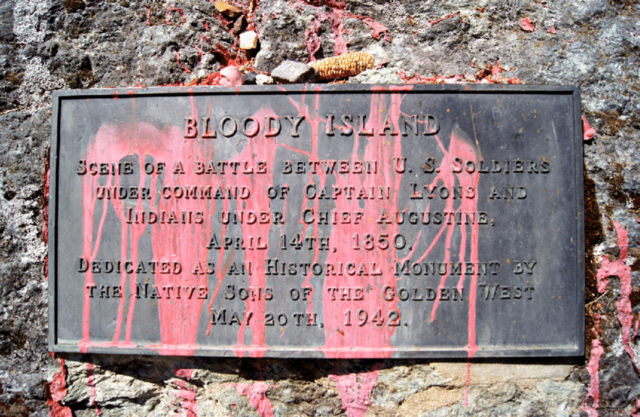 BLOODY ISLAND
SCENE OF A BATTLE BETWEEN U. S. SOLDIERS
UNDER COMMAND OF CAPTAIN LYONS AND
INDIANS UNDER CHIEF AUGUSTINE,
APRIL 14TH, 1850.
DEDICATED AS AN HISTORICAL MONUMENT BY
THE NATIVE SONS OF THE GOLDEN WEST
MAY 20TH, 1942.